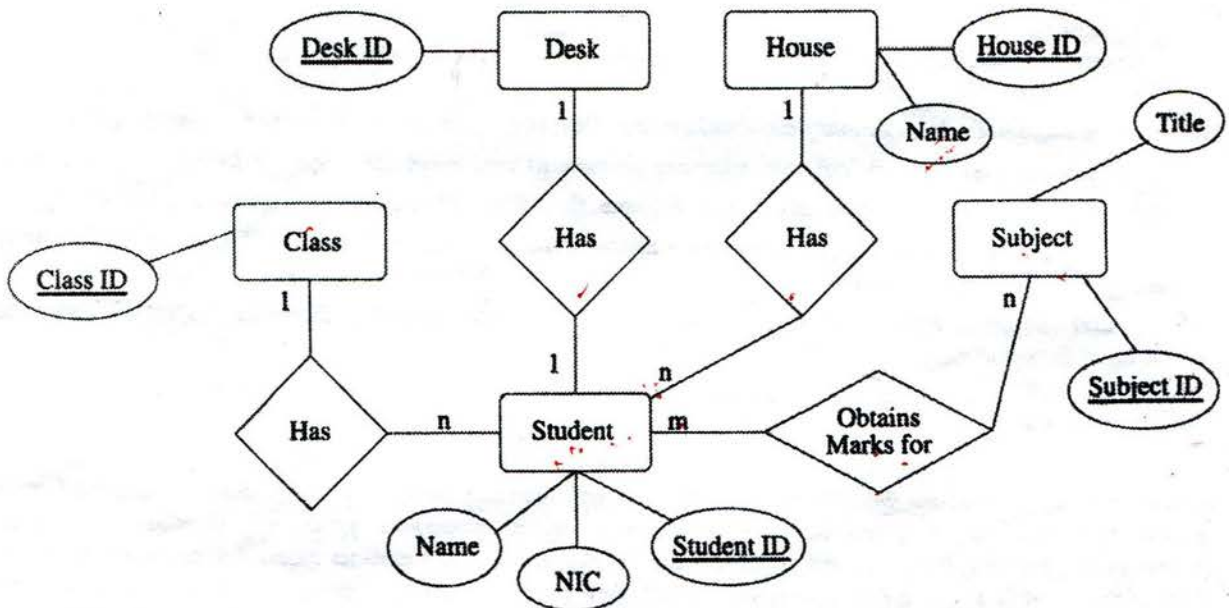 Desk ID
Desk
House
House ID
1
1
Name
Title
Class
Has
Has
Subject
Class ID
1
n
1
n
Subject ID
Has
n
Student
m
Obtains
Marks for
Name
NIC
Student ID